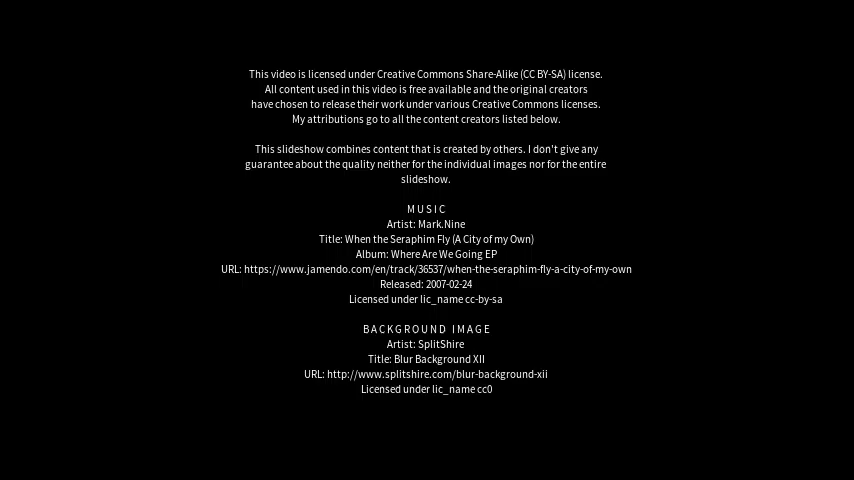 This video is licensed under Creative Commons Share-Alike (CC BY-SA) license.
All content used in this video is free available and the original creators
have chosen to release their work under various Creative Commons licenses.
My attributions go to all the content creators listed below.
This slideshow combines content that is created by others. I don't give any
guarantee about the quality neither for the individual images nor for the entire
slideshow.
MUSIC
Artist: Mark.Nine
Title: When the Seraphim Fly (A City of my Own)
Album: Where Are We Going EP
URL: https://www.jamendo.com/en/track/36537/when-the-seraphim-fly-a-city-of-my-own
Released: 2007-02-24
Licensed under lic_name cc-by-sa
BACKGROUND IMAGE
Artist: SplitShire
Title: Blur Background XII
URL: http://www.splitshire.com/blur-background-xii
Licensed under lic_name cc0